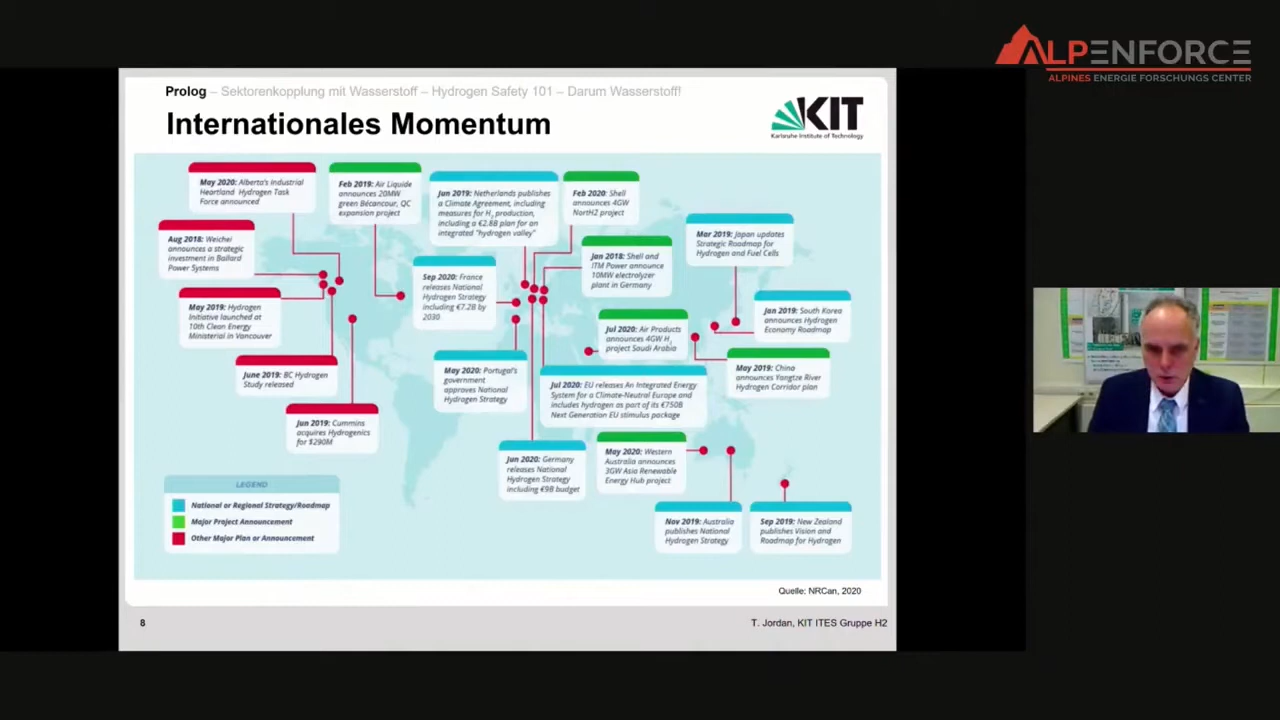 ALPENFORCE
ALPINES ENERGIE FORSCHUNGS CENTER
Prolog – Sektorenkopplung mit Wasserstoff – Hydrogen Safety 101 – Darum Wasserstoff!
Internationales Momentum
KIT
Karlsruhe Institute of Technology
May 2020: Alberta's Industrial
Heartland Hydrogen Task
Force announced
Feb 2019: Air Liquide
announces 20MW
green Bécancour, QC
expansion project
Jun 2019: Netherlands publishes
a Climate Agreement, including
measures for H₂ production,
including a €2.8B plan for an
integrated "hydrogen valley"
Feb 2020: Shell
announces 4GW
NortH2 project
Aug 2018: Weichei
announces a strategic
investment in Ballard
Power Systems
Mar 2019: Japan updates
Strategic Roadmap for
Hydrogen and Fuel Cells
Jan 2018: Shell and
ITM Power announce
10MW electrolyzer
plant in Germany
Sep 2020: France
releases National
Hydrogen Strategy
including €7.2B by
2030
May 2019: Hydrogen
Initiative launched at
10th Clean Energy
Ministerial in Vancouver
Jan 2019: South Korea
announces Hydrogen
Economy Roadmap
Jul 2020: Air Products
announces 4GW H₂
project Saudi Arabia
May 2019: China
announces Yangtze River
Hydrogen Corridor plan
June 2019: BC Hydrogen
Study released
May 2020: Portugal's
government
approves National
Hydrogen Strategy
Jul 2020: EU releases An Integrated Energy
System for a Climate-Neutral Europe and
includes hydrogen as part of its €750B
Next Generation EU stimulus package
Jun 2019: Cummins
acquires Hydrogenics
for $290M
Jun 2020: Germany
releases National
Hydrogen Strategy
including €9B budget
May 2020: Western
Australia announces
3GW Asia Renewable
Energy Hub project
Nov 2019: Australia
publishes National
Hydrogen Strategy
Sep 2019: New Zealand
publishes Vision and
Roadmap for Hydrogen
LEGEND
National or Regional Strategy/Roadmap
Major Project Announcement
Other Major Plan or Announcement
Quelle: NRCan, 2020
8
T. Jordan, KIT ITES Gruppe H2